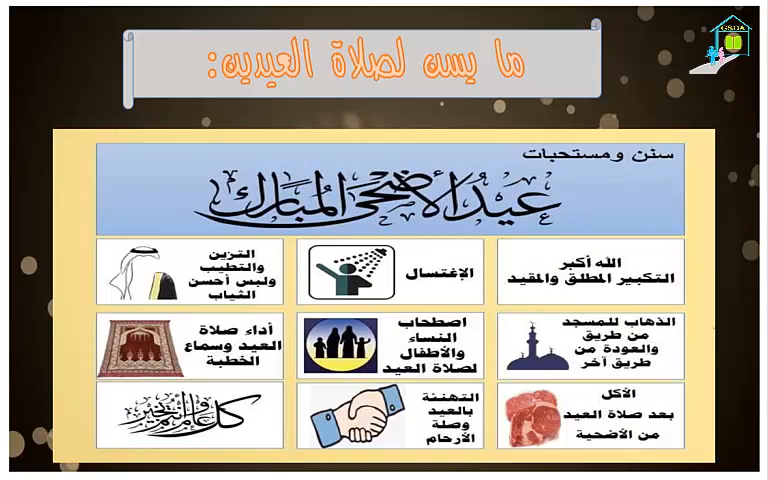 GSDA
ما يسن لصلاة العيدين:
سنن ومستحبات
عيد الأضحى المبارك
الله أكبر
التكبير المطلق والمقيد
الإغتسال
التزين
والتطيب
ولبس أحسن
الثياب
الذهاب للمسجد
من طريق
والعودة من
طريق آخر
اصطحاب
النساء
والأطفال
لصلاة العيد
أداء صلاة
العيد وسماع
الخطبة
الأكل
بعد صلاة العيد
من الأضحية
التهنئة
بالعيد
وصلة
الأرحام
كل عام وأنتم بخير